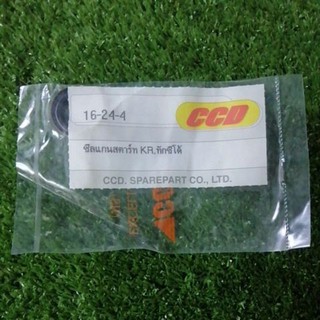 16-24-4
CCD
ซีลแกนสตาร์ท KR,ทักซิโด้
CCD. SPAREPART CO., LTD.